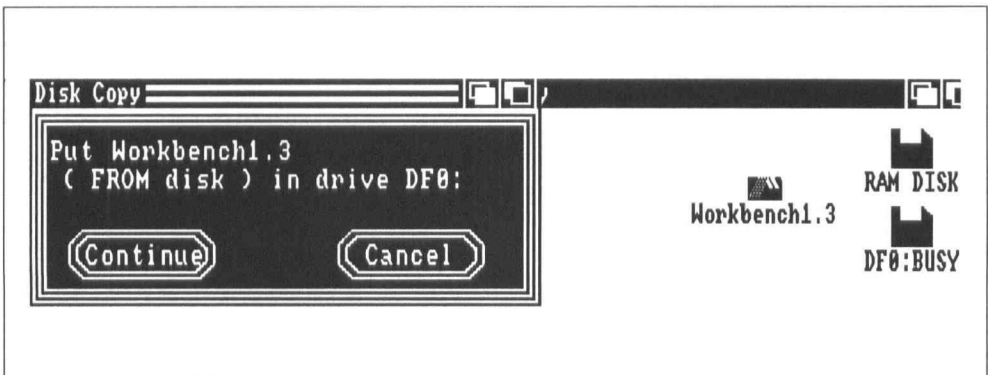 Disk Copy
Put Workbench1.3
( FROM disk ) in drive DF0:
Continue
Cancel
Workbench1.3
RAM DISK
DF0:BUSY